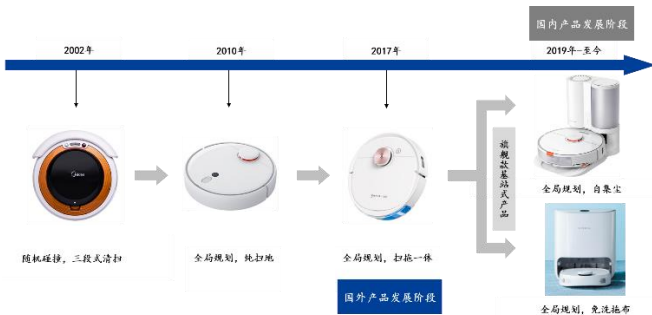 国内产品发展阶段
2002年
2010年
2017年
2019年-至今
旗舰款基站式产品
全局规划，自集尘
随机碰撞，三段式清扫
全局规划，纯扫地
全局规划，扫拖一体
国外产品发展阶段
全局规划，免洗拖布